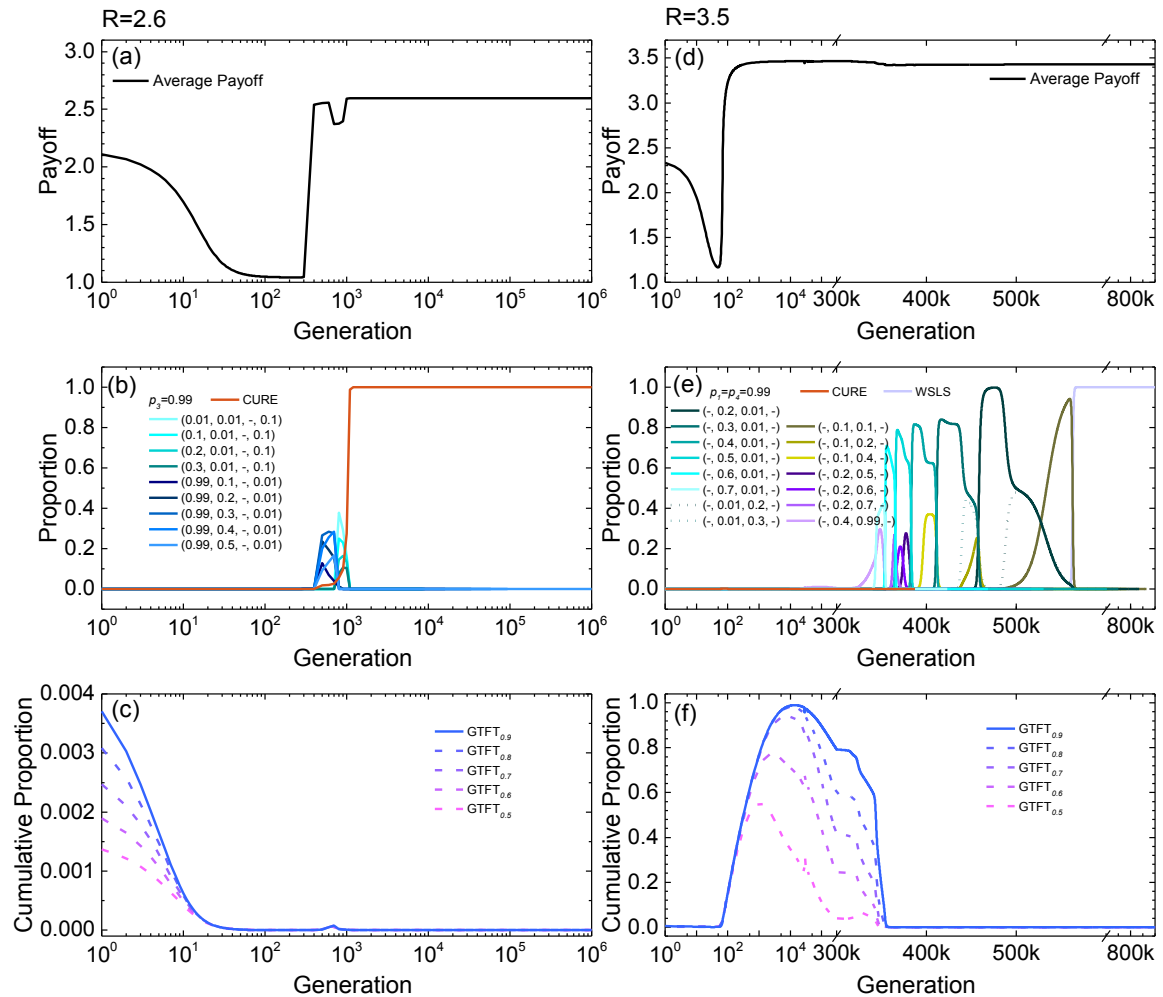 R=2.6
(a)
Average Payoff
3.0
2.5
2.0
1.5
1.0
Payoff
10^0 10^1 10^2 10^3 10^4 10^5 10^6
Generation
R=3.5
(d)
Average Payoff
3.5
3.0
2.5
2.0
1.5
1.0
Payoff
10^0 10^2 10^4 300k 400k 500k 800k
Generation
(b)
p_3=0.99 CURE
(0.01, 0.01, -, 0.1)
(0.1, 0.01, -, 0.1)
(0.2, 0.01, -, 0.1)
(0.3, 0.01, -, 0.1)
(0.99, 0.1, -, 0.01)
(0.99, 0.2, -, 0.01)
(0.99, 0.3, -, 0.01)
(0.99, 0.4, -, 0.01)
(0.99, 0.5, -, 0.01)
1.0
0.8
0.6
0.4
0.2
0.0
Proportion
10^0 10^1 10^2 10^3 10^4 10^5 10^6
Generation
(e)
p_1=p_4=0.99 CURE WSLS
(-, 0.2, 0.01, -)
(-, 0.3, 0.01, -) (-, 0.1, 0.1, -)
(-, 0.4, 0.01, -) (-, 0.1, 0.2, -)
(-, 0.5, 0.01, -) (-, 0.1, 0.4, -)
(-, 0.6, 0.01, -) (-, 0.2, 0.5, -)
(-, 0.7, 0.01, -) (-, 0.2, 0.6, -)
(-, 0.01, 0.2, -) (-, 0.2, 0.7, -)
(-, 0.01, 0.3, -) (-, 0.4, 0.99, -)
1.0
0.8
0.6
0.4
0.2
0.0
Proportion
10^0 10^2 10^4 300k 400k 500k 800k
Generation
(c)
GTFT_0.9
GTFT_0.8
GTFT_0.7
GTFT_0.6
GTFT_0.5
0.004
0.003
0.002
0.001
0.000
Cumulative Proportion
10^0 10^1 10^2 10^3 10^4 10^5 10^6
Generation
(f)
GTFT_0.9
GTFT_0.8
GTFT_0.7
GTFT_0.6
GTFT_0.5
1.0
0.8
0.6
0.4
0.2
0.0
Cumulative Proportion
10^0 10^2 10^4 300k 400k 500k 800k
Generation